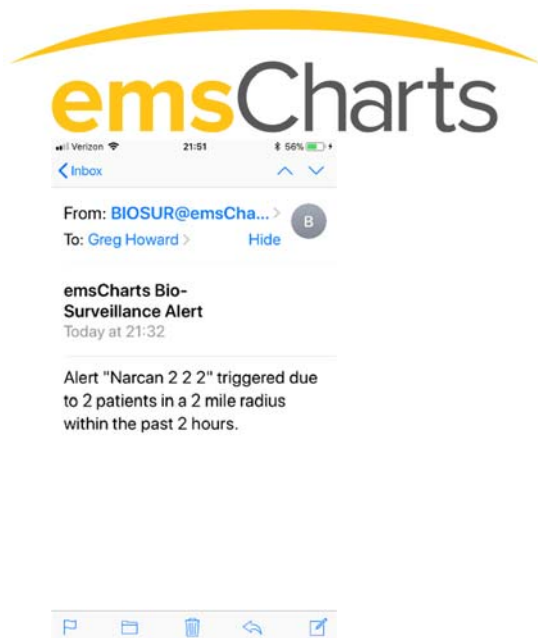 emsCharts
Verizon 21:51 56%
Inbox
From: BIOSUR@emsCha...
B
To: Greg Howard Hide
emsCharts Bio-
Surveillance Alert
Today at 21:32
Alert "Narcan 2 2 2" triggered due
to 2 patients in a 2 mile radius
within the past 2 hours.